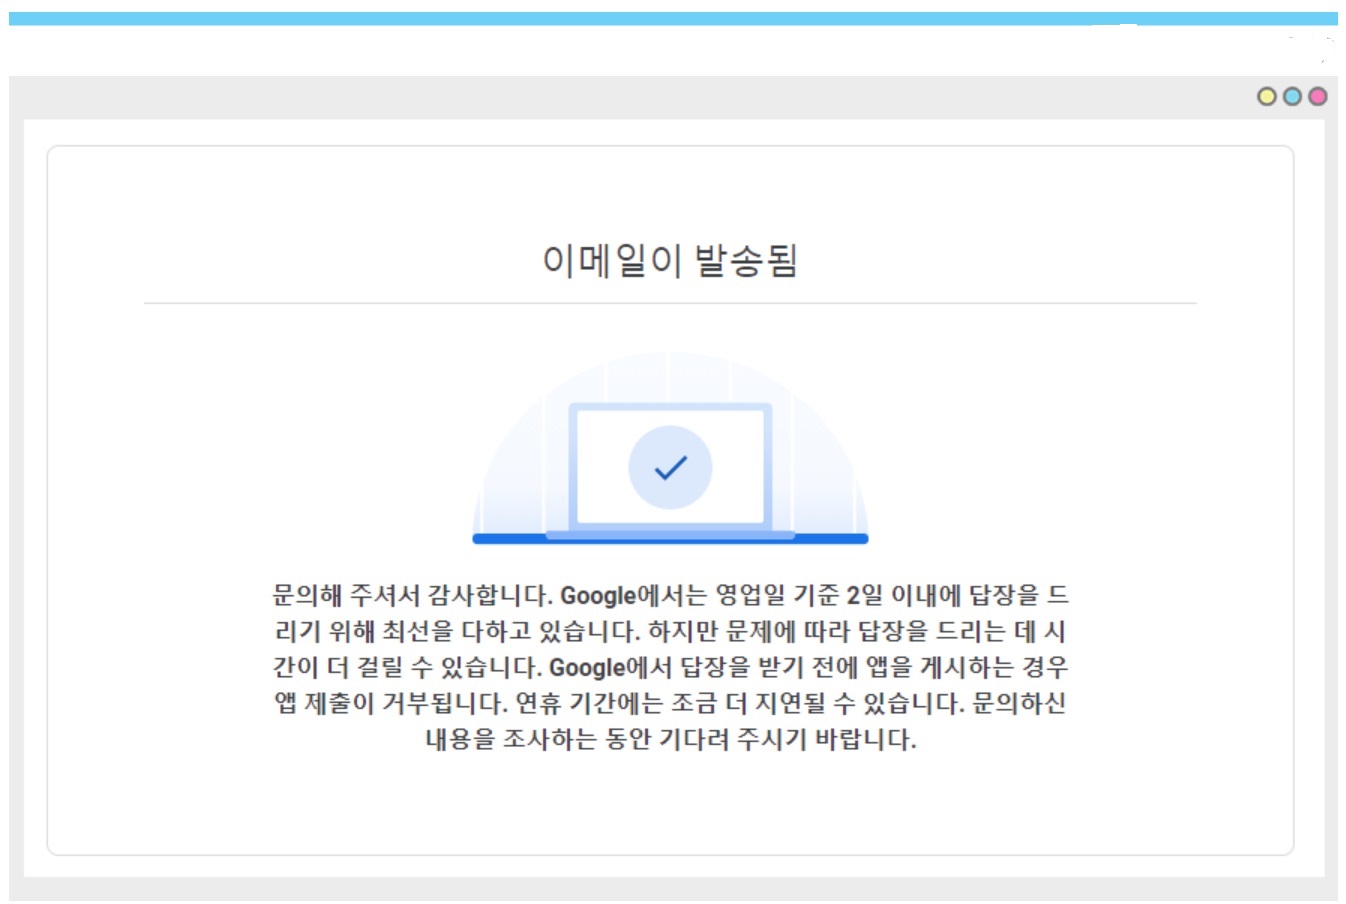 이메일이 발송됨
문의해 주셔서 감사합니다. Google에서는 영업일 기준 2일 이내에 답장을 드
리기 위해 최선을 다하고 있습니다. 하지만 문제에 따라 답장을 드리는 데 시
간이 더 걸릴 수 있습니다. Google에서 답장을 받기 전에 앱을 게시하는 경우
앱 제출이 거부됩니다. 연휴 기간에는 조금 더 지연될 수 있습니다. 문의하신
내용을 조사하는 동안 기다려 주시기 바랍니다.